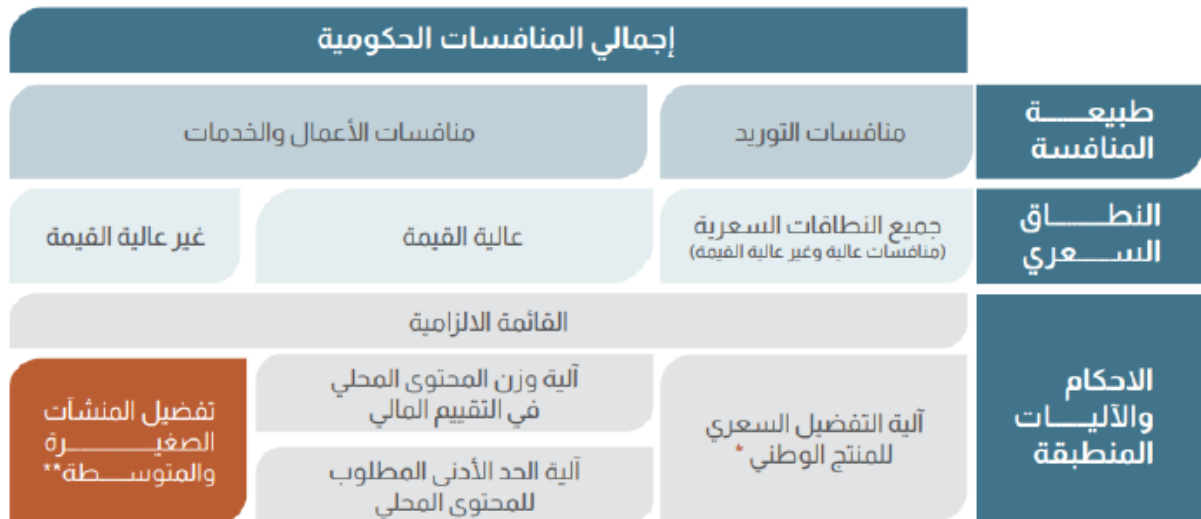 إجمالي المنافسات الحكومية
طبيعة
المنافسة
منافسات التوريد
منافسات الأعمال والخدمات
النطاق
السعري
جميع النطاقات السعرية
(منافسات عالية وغير عالية القيمة)
عالية القيمة
غير عالية القيمة
الاحكام
والآليات
المنطبقة
القائمة الالزامية
آلية التفضيل السعري
للمنتج الوطني *
آلية وزن المحتوى المحلي
في التقييم المالي
آلية الحد الأدنى المطلوب
للمحتوى المحلي
تفضيل المنشآت
الصغيرة
والمتوسطة**